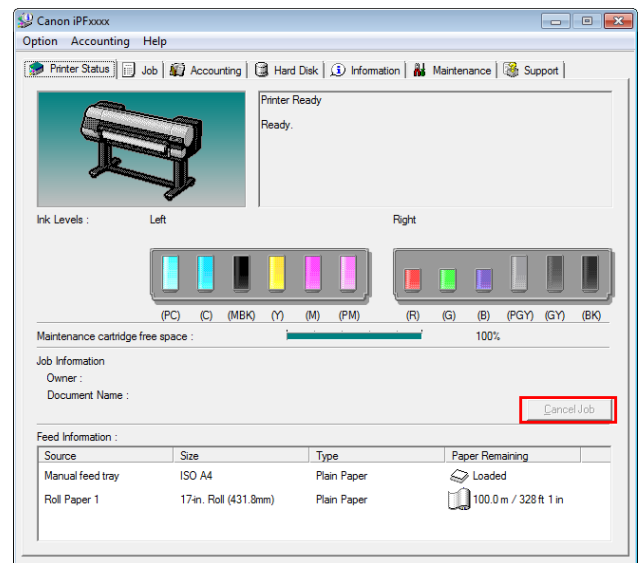 Canon iPFxxxx
Option Accounting Help
Printer Status Job Accounting Hard Disk Information Maintenance Support
Printer Ready
Ready.
Ink Levels : Left Right
(PC) (C) (MBK) (Y) (M) (PM) (R) (G) (B) (PGY) (GY) (BK)
Maintenance cartridge free space : 100%
Job Information
Owner :
Document Name :
Cancel Job
Feed Information :
Source Size Type Paper Remaining
Manual feed tray ISO A4 Plain Paper Loaded
Roll Paper 1 17-in. Roll (431.8mm) Plain Paper 100.0 m / 328 ft 1 in